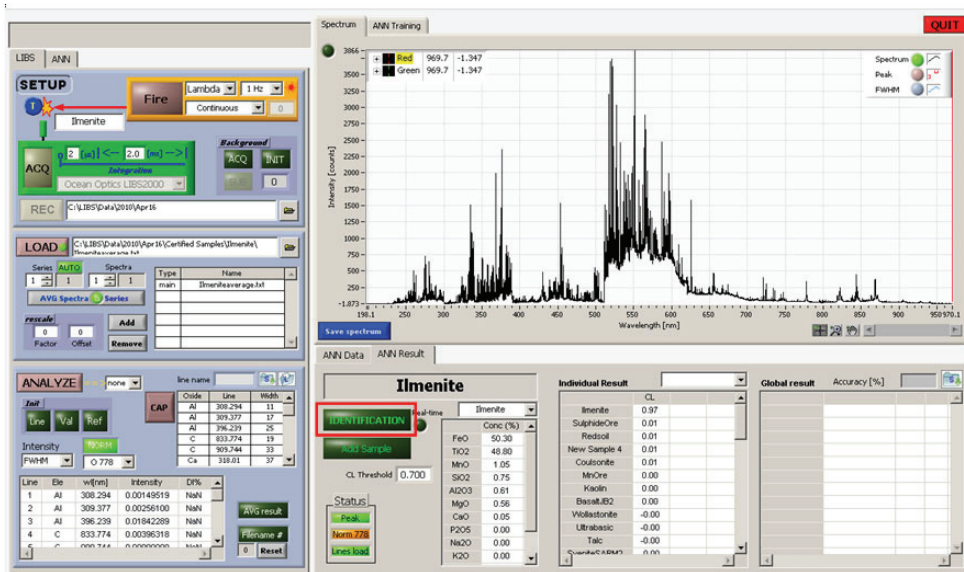 Spectrum ANN Training QUIT
LIBS ANN
SETUP
T
Fire
Lambda 1 Hz
Continuous 0
Ilmenite
ACQ
2 [us] <-- 2.0 [ms] -->|
Integration
Ocean Optics LIBS2000
Background
ACQ INIT
0
REC C:\LIBS\Data\2010\Apr16
LOAD C:\LIBS\Data\2010\Apr16\Certified Samples\Ilmenite\
Ilmeniteaverage.txt
Series AUTO Spectra
1 1 1 1
AVG Spectra Series
rescale
0 0
Factor Offset
Add
Remove
Type Name
main Ilmeniteaverage.txt
ANALYZE none
line name
Init
Line Val Ref
CAP
Intensity NORM
FWHM O 778
Oxide Line Width
Al 308.294 11
Al 309.377 17
Al 396.239 25
C 833.774 19
C 909.744 33
Ca 318.01 37
Line Ele wl[nm] Intensity DI%
1 Al 308.294 0.00149519 NaN
2 Al 309.377 0.00256100 NaN
3 Al 396.239 0.01842289 NaN
4 C 833.774 0.00396318 NaN
AVG result
Filename #
0 Reset
Red 969.7 -1.347
Green 969.7 -1.347
Spectrum
Peak
FWHM
Intensity [counts]
3866
3500
3250
3000
2750
2500
2250
2000
1750
1500
1250
1000
750
500
250
-1.873
198.1 250 300 350 400 450 500 550 600 650 700 750 800 850 900 950 970.1
Wavelength [nm]
Save spectrum
ANN Data ANN Result
Ilmenite
IDENTIFICATION
Real-time
Ilmenite
Add Sample
CL Threshold 0.700
Status
Peak
Norm 778
Lines load
Conc (%)
FeO 50.30
TiO2 48.80
MnO 1.05
SiO2 0.75
Al2O3 0.61
MgO 0.56
CaO 0.05
P2O5 0.00
Na2O 0.00
K2O 0.00
Individual Result
CL
Ilmenite 0.97
SulphideOre 0.01
Redsoil 0.01
New Sample 4 0.01
Coulsonite 0.01
MnOre 0.00
Kaolin 0.00
BasaltJB2 0.00
Wollastonite -0.00
Ultrabasic -0.00
Talc -0.00
SyeniteSARM2 0.00
Global result Accuracy [%]